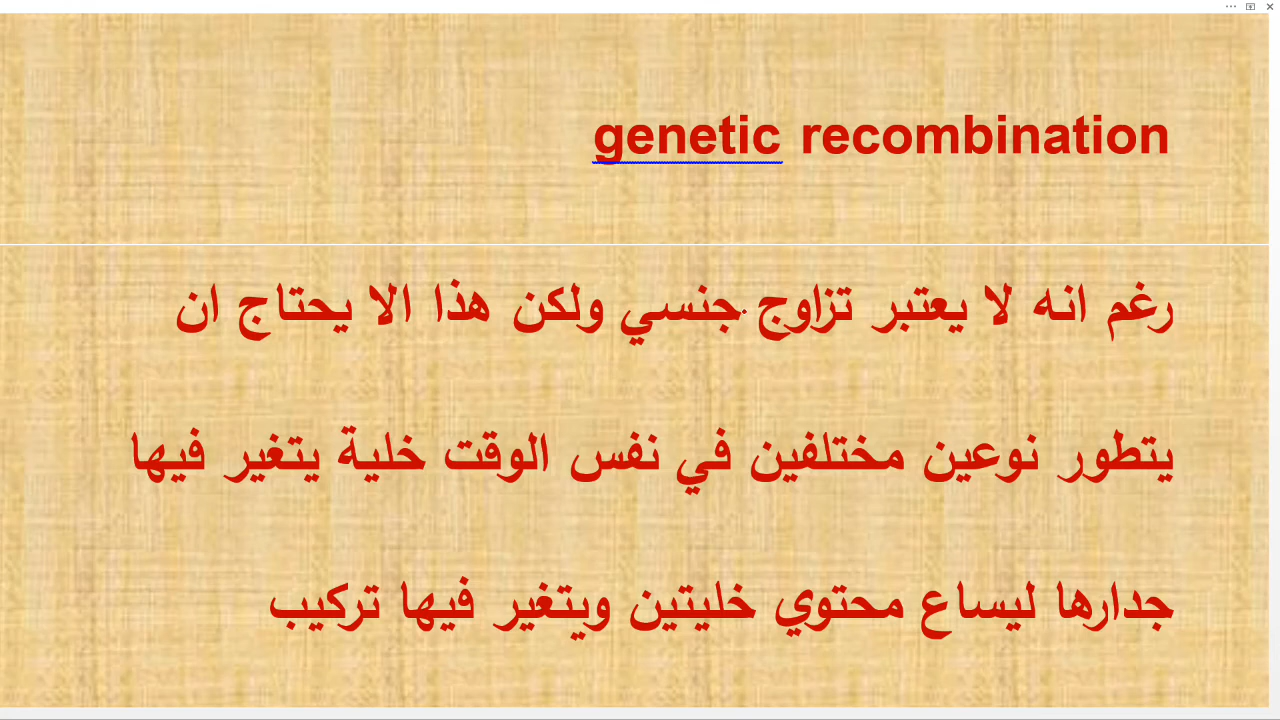 genetic recombination
رغم انه لا يعتبر تزاوج جنسي ولكن هذا الا يحتاج ان
يتطور نوعين مختلفين في نفس الوقت خلية يتغير فيها
جدارها ليساع محتوي خليتين ويتغير فيها تركيب